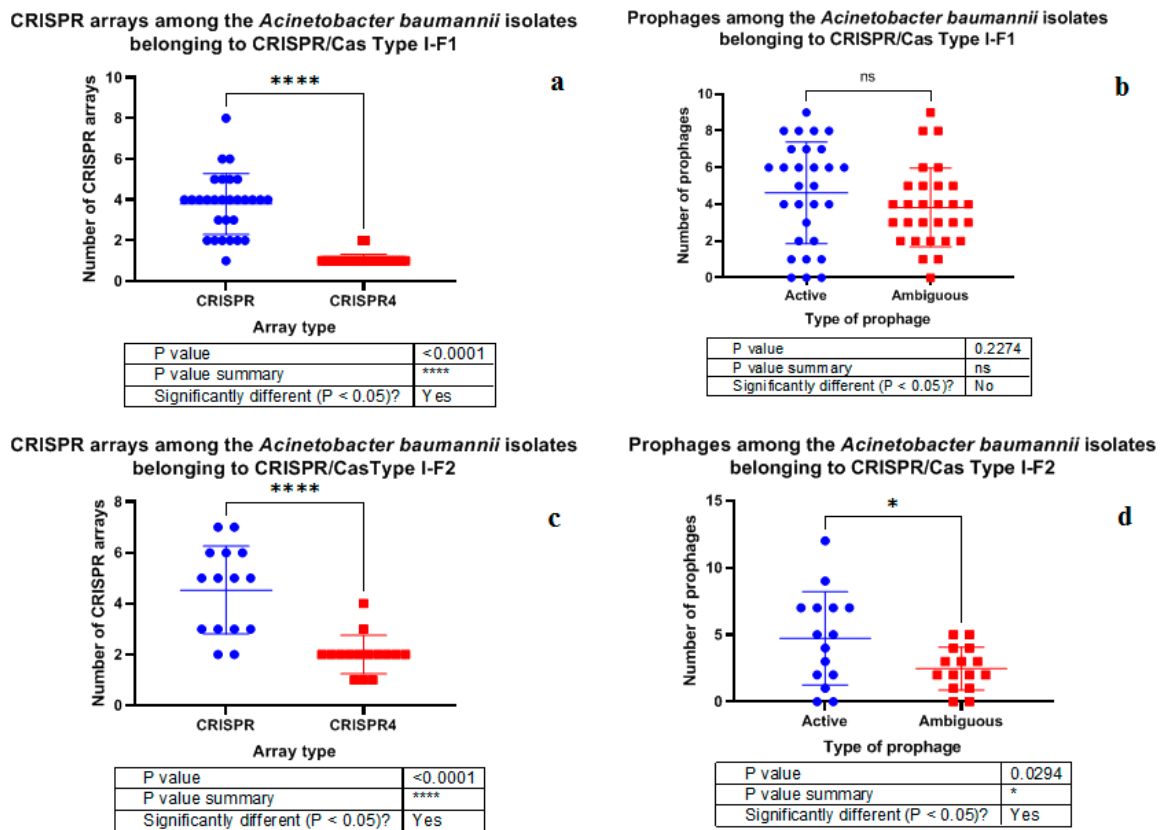 CRISPR arrays among the Acinetobacter baumannii isolates
belonging to CRISPR/Cas Type I-F1
a
****
Number of CRISPR arrays
10
8
6
4
2
0
CRISPR
CRISPR4
Array type
P value <0.0001
P value summary ****
Significantly different (P < 0.05)? Yes
Prophages among the Acinetobacter baumannii isolates
belonging to CRISPR/Cas Type I-F1
b
ns
Number of prophages
10
8
6
4
2
0
Active
Ambiguous
Type of prophage
P value 0.2274
P value summary ns
Significantly different (P < 0.05)? No
CRISPR arrays among the Acinetobacter baumannii isolates
belonging to CRISPR/CasType I-F2
c
****
Number of CRISPR arrays
8
6
4
2
0
CRISPR
CRISPR4
Array type
P value <0.0001
P value summary ****
Significantly different (P < 0.05)? Yes
Prophages among the Acinetobacter baumannii isolates
belonging to CRISPR/Cas Type I-F2
d
*
Number of prophages
15
10
5
0
Active
Ambiguous
Type of prophage
P value 0.0294
P value summary *
Significantly different (P < 0.05)? Yes